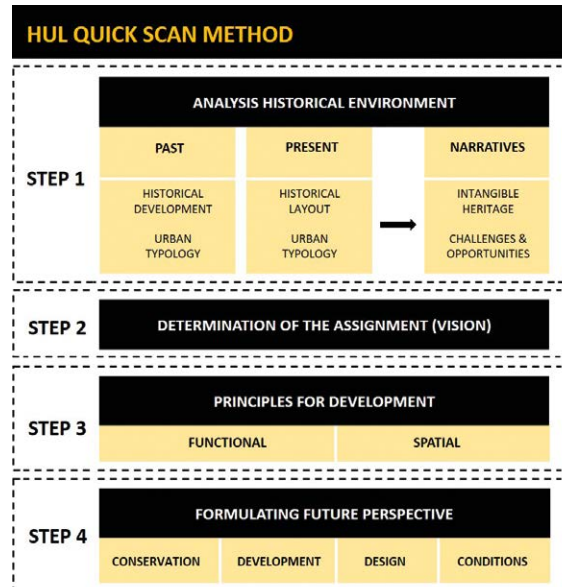 HUL QUICK SCAN METHOD
STEP 1
ANALYSIS HISTORICAL ENVIRONMENT
PAST
HISTORICAL
DEVELOPMENT
URBAN
TYPOLOGY
PRESENT
HISTORICAL
LAYOUT
URBAN
TYPOLOGY
NARRATIVES
INTANGIBLE
HERITAGE
CHALLENGES &
OPPORTUNITIES
STEP 2
DETERMINATION OF THE ASSIGNMENT (VISION)
STEP 3
PRINCIPLES FOR DEVELOPMENT
FUNCTIONAL
SPATIAL
STEP 4
FORMULATING FUTURE PERSPECTIVE
CONSERVATION
DEVELOPMENT
DESIGN
CONDITIONS